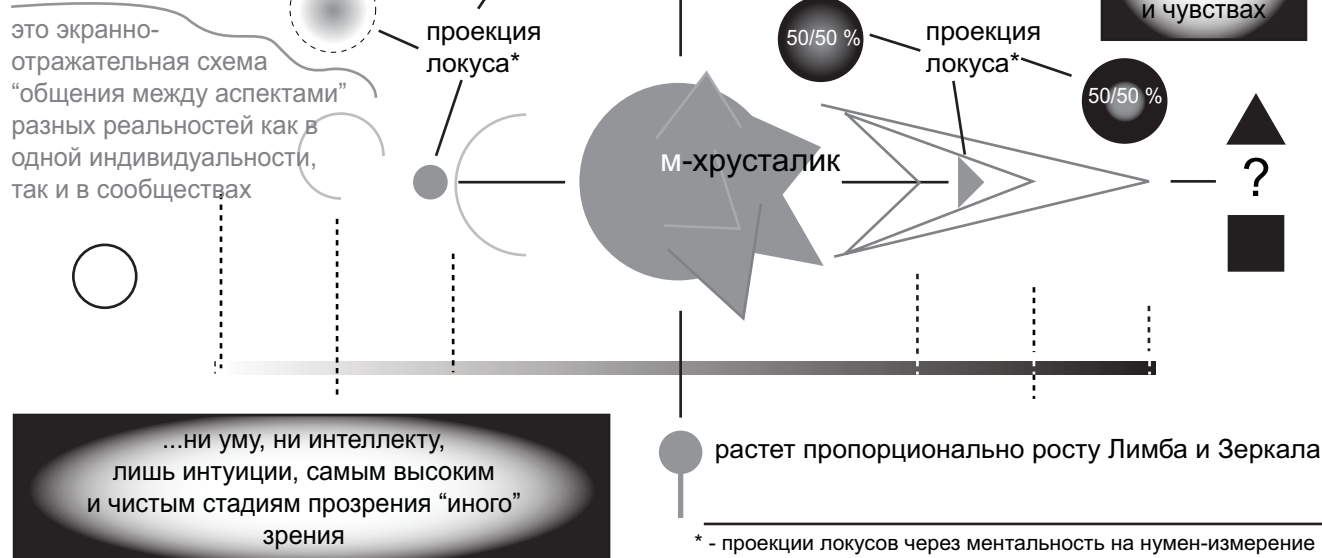 это экранно-
отражательная схема
“общения между аспектами”
разных реальностей как в
одной индивидуальности,
так и в сообществах
проекция
локуса*
50/50 %
проекция
локуса*
50/50 %
и чувствах
м-хрусталик
?
...ни уму, ни интеллекту,
лишь интуиции, самым высоким
и чистым стадиям прозрения “иного”
зрения
растет пропорционально росту Лимба и Зеркала
* - проекции локусов через ментальность на нумен-измерение